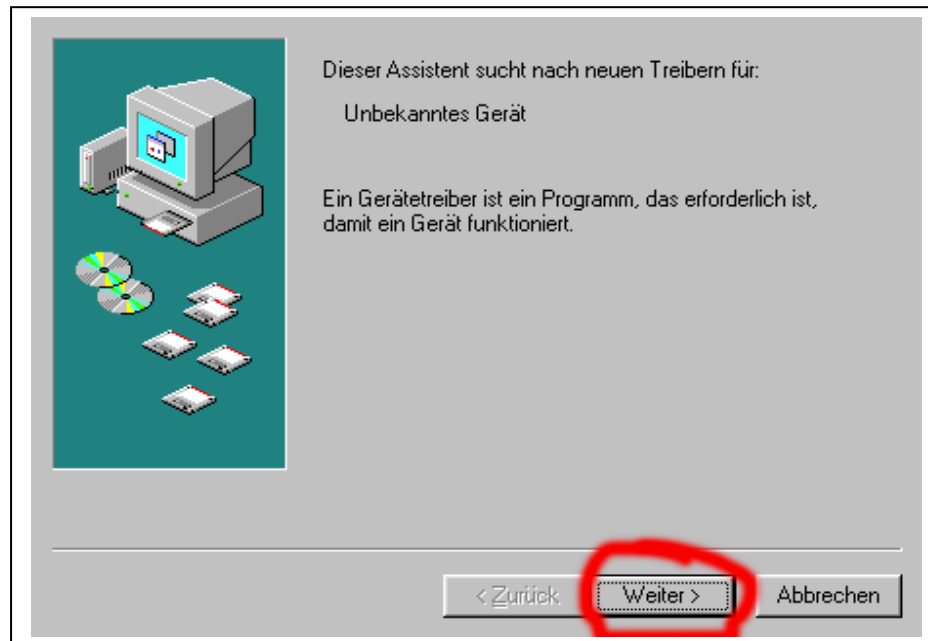 Dieser Assistent sucht nach neuen Treibern für:
Unbekanntes Gerät
Ein Gerätetreiber ist ein Programm, das erforderlich ist,
damit ein Gerät funktioniert.
< Zurück Weiter > Abbrechen